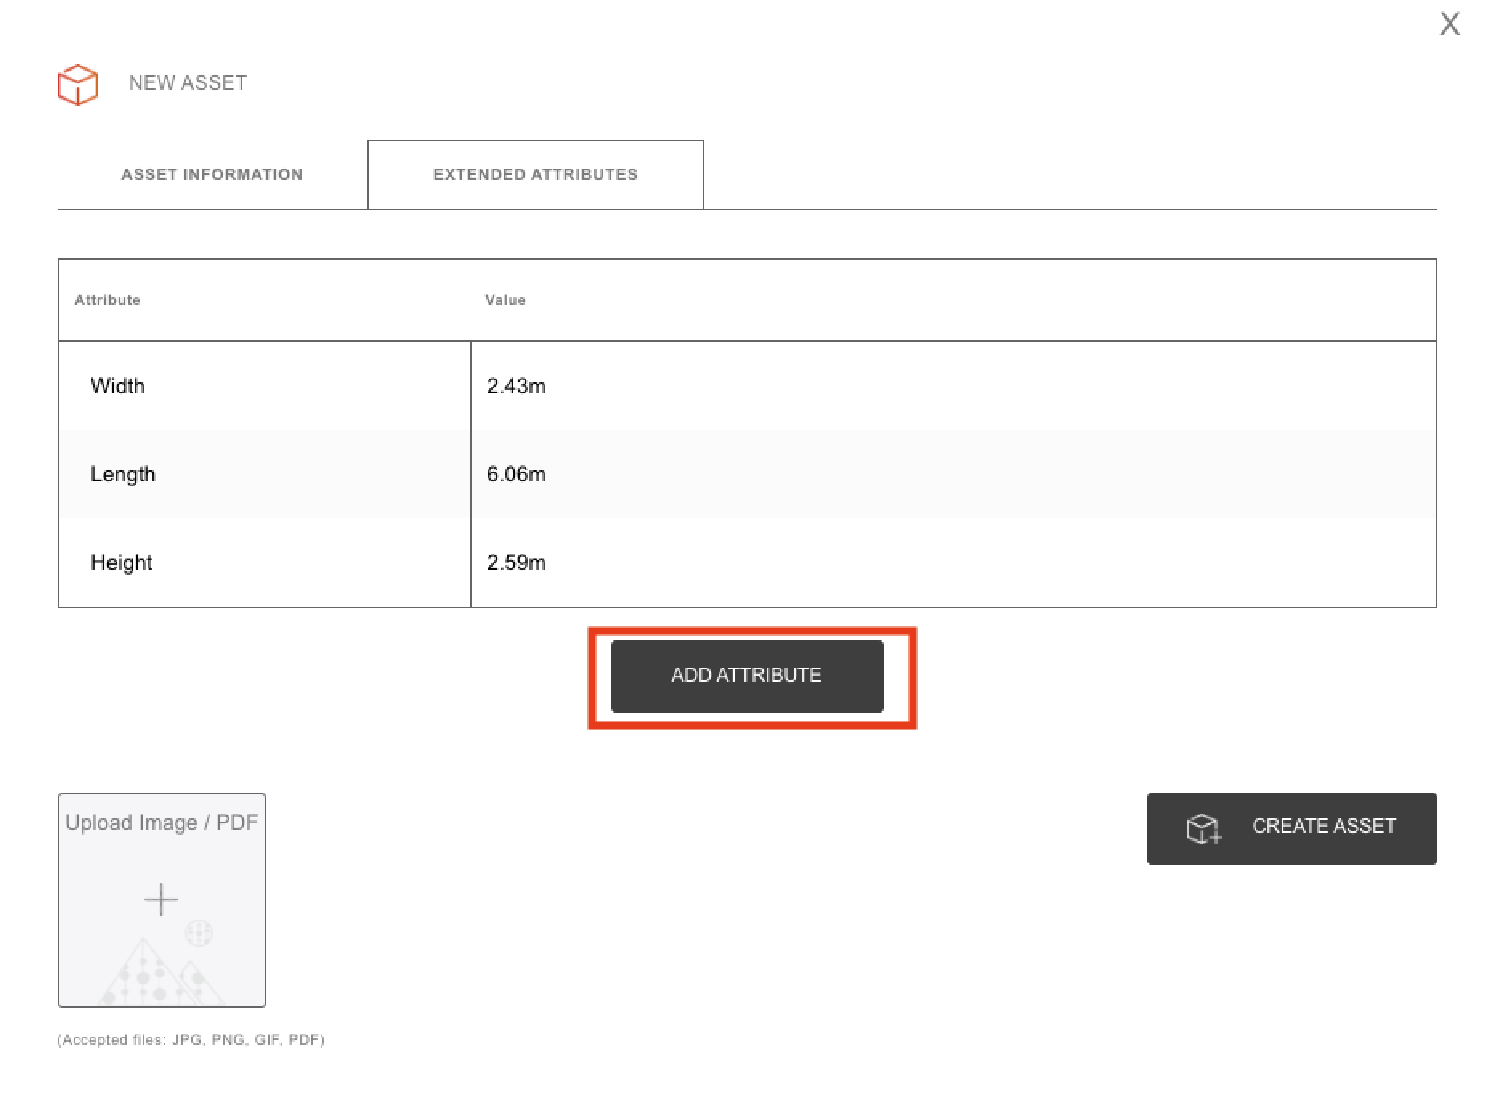 X
NEW ASSET
ASSET INFORMATION
EXTENDED ATTRIBUTES
Attribute Value
Width 2.43m
Length 6.06m
Height 2.59m
ADD ATTRIBUTE
Upload Image / PDF
CREATE ASSET
(Accepted files: JPG, PNG, GIF, PDF)